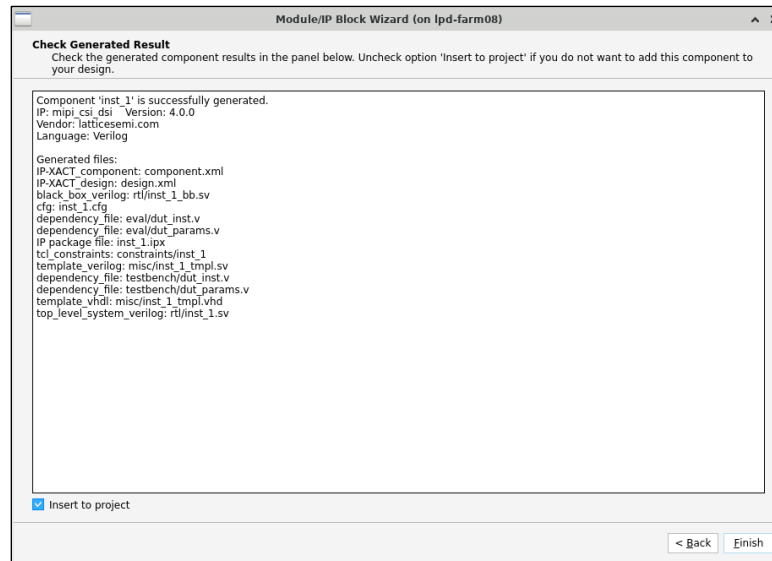 Module/IP Block Wizard (on lpd-farm08)
Check Generated Result
Check the generated component results in the panel below. Uncheck option 'Insert to project' if you do not want to add this component to
your design.
Component 'inst_1' is successfully generated.
IP: mipi_csi_dsi    Version: 4.0.0
Vendor: latticesemi.com
Language: Verilog
Generated files:
IP-XACT_component: component.xml
IP-XACT_design: design.xml
black_box_verilog: rtl/inst_1_bb.sv
cfg: inst_1.cfg
dependency_file: eval/dut_inst.v
dependency_file: eval/dut_params.v
IP package file: inst_1.ipx
tcl_constraints: constraints/inst_1
template_verilog: misc/inst_1_tmpl.sv
dependency_file: testbench/dut_inst.v
dependency_file: testbench/dut_params.v
template_vhdl: misc/inst_1_tmpl.vhd
top_level_system_verilog: rtl/inst_1.sv
Insert to project
< Back
Finish